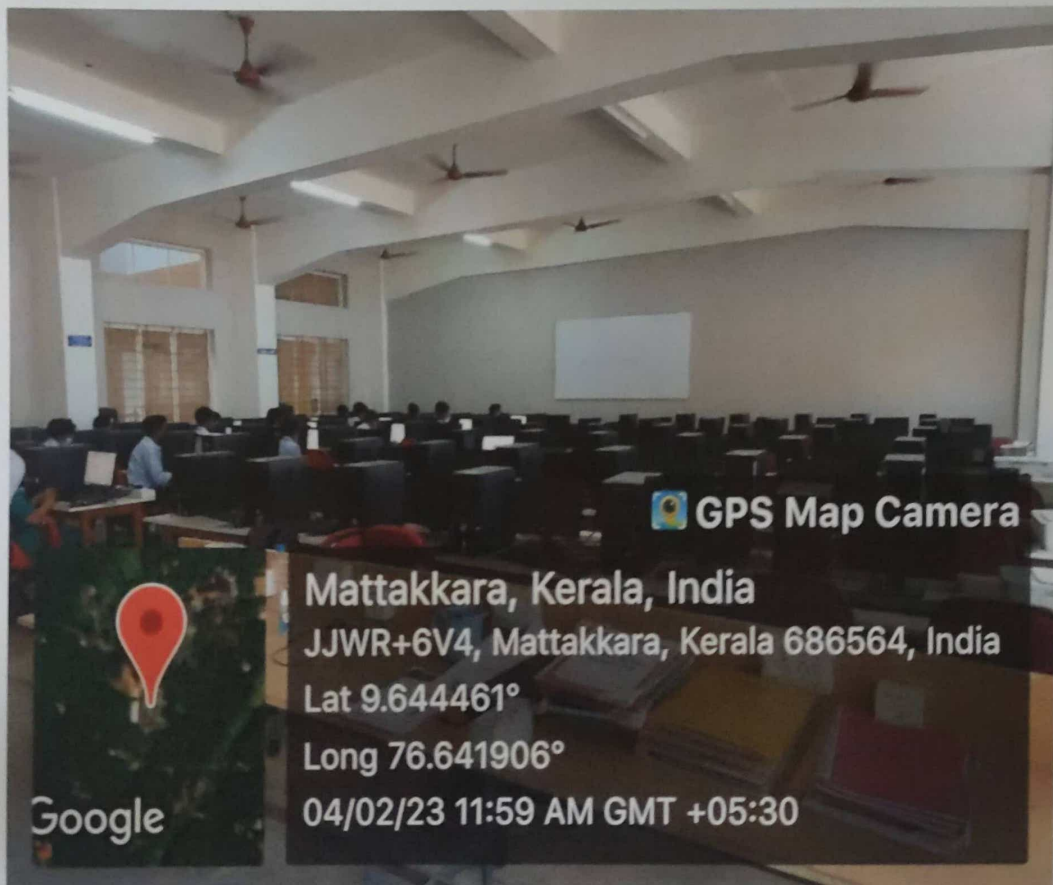 GPS Map Camera
Mattakkara, Kerala, India
JJWR+6V4, Mattakkara, Kerala 686564, India
Lat 9.644461°
Long 76.641906°
04/02/23 11:59 AM GMT +05:30
Google